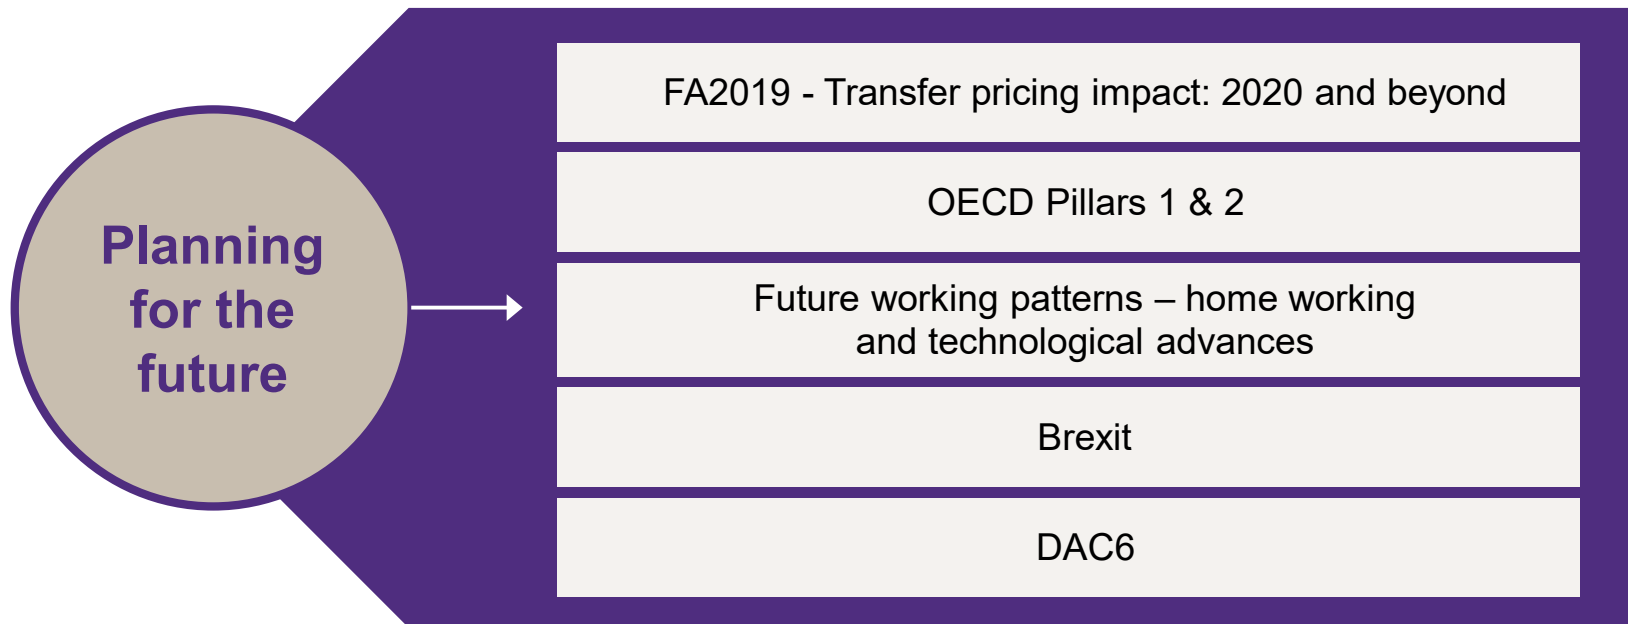 Planning
for the
future
FA2019 - Transfer pricing impact: 2020 and beyond
OECD Pillars 1 & 2
Future working patterns – home working
and technological advances
Brexit
DAC6